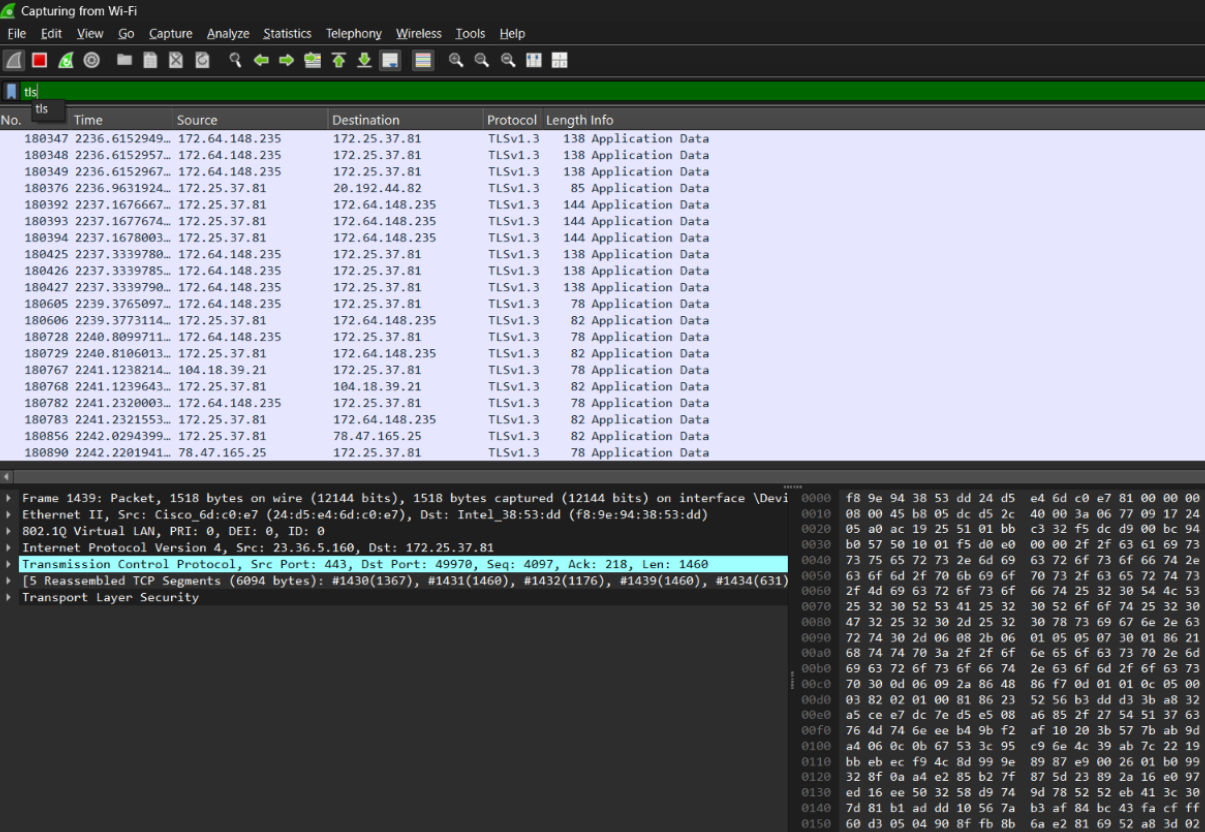 Capturing from Wi-Fi
File Edit View Go Capture Analyze Statistics Telephony Wireless Tools Help
tls
tls
No. Time Source Destination Protocol Length Info
180347 2236.6152949… 172.64.148.235 172.25.37.81 TLSv1.3 138 Application Data
180348 2236.6152957… 172.64.148.235 172.25.37.81 TLSv1.3 138 Application Data
180349 2236.6152967… 172.64.148.235 172.25.37.81 TLSv1.3 138 Application Data
180376 2236.9631924… 172.25.37.81 20.192.44.82 TLSv1.3 85 Application Data
180392 2237.1676667… 172.25.37.81 172.64.148.235 TLSv1.3 144 Application Data
180393 2237.1677674… 172.25.37.81 172.64.148.235 TLSv1.3 144 Application Data
180394 2237.1678003… 172.25.37.81 172.64.148.235 TLSv1.3 144 Application Data
180425 2237.3339780… 172.64.148.235 172.25.37.81 TLSv1.3 138 Application Data
180426 2237.3339785… 172.64.148.235 172.25.37.81 TLSv1.3 138 Application Data
180427 2237.3339790… 172.64.148.235 172.25.37.81 TLSv1.3 138 Application Data
180605 2239.3765097… 172.64.148.235 172.25.37.81 TLSv1.3 78 Application Data
180606 2239.3773114… 172.25.37.81 172.64.148.235 TLSv1.3 82 Application Data
180728 2240.8099711… 172.64.148.235 172.25.37.81 TLSv1.3 78 Application Data
180729 2240.8106013… 172.25.37.81 172.64.148.235 TLSv1.3 82 Application Data
180767 2241.1238214… 104.18.39.21 172.25.37.81 TLSv1.3 78 Application Data
180768 2241.1239643… 172.25.37.81 104.18.39.21 TLSv1.3 82 Application Data
180782 2241.2320003… 172.64.148.235 172.25.37.81 TLSv1.3 78 Application Data
180783 2241.2321553… 172.25.37.81 172.64.148.235 TLSv1.3 82 Application Data
180856 2242.0294399… 172.25.37.81 78.47.165.25 TLSv1.3 82 Application Data
180890 2242.2201941… 78.47.165.25 172.25.37.81 TLSv1.3 78 Application Data
Frame 1439: Packet, 1518 bytes on wire (12144 bits), 1518 bytes captured (12144 bits) on interface \Devi
Ethernet II, Src: Cisco_6d:c0:e7 (24:d5:e4:6d:c0:e7), Dst: Intel_38:53:dd (f8:9e:94:38:53:dd)
802.1Q Virtual LAN, PRI: 0, DEI: 0, ID: 0
Internet Protocol Version 4, Src: 23.36.5.160, Dst: 172.25.37.81
Transmission Control Protocol, Src Port: 443, Dst Port: 49970, Seq: 4097, Ack: 218, Len: 1460
[5 Reassembled TCP Segments (6094 bytes): #1430(1367), #1431(1460), #1432(1176), #1439(1460), #1434(631)
Transport Layer Security
0000 f8 9e 94 38 53 dd 24 d5 e4 6d c0 e7 81 00 00 00
0010 08 00 45 b8 05 dc d5 2c 40 00 3a 06 77 09 17 24
0020 05 a0 ac 19 25 51 01 bb c3 32 f5 dc d9 00 bc 94
0030 b0 57 50 10 01 f5 d0 e0 00 00 2f 2f 63 61 69 73
0040 73 75 65 72 73 2e 6d 69 63 72 6f 73 6f 66 74 2e
0050 63 6f 6d 2f 70 6b 69 6f 70 73 2f 63 65 72 74 73
0060 2f 4d 69 63 72 6f 73 6f 66 74 25 32 30 54 4c 53
0070 25 32 30 52 53 41 25 32 30 52 6f 6f 74 25 32 30
0080 47 32 25 32 30 2d 25 32 30 78 73 69 67 6e 2e 63
0090 72 74 30 2d 06 08 2b 06 01 05 05 07 30 01 86 21
00a0 68 74 74 70 3a 2f 2f 6f 6e 65 6f 63 73 70 2e 6d
00b0 69 63 72 6f 73 6f 66 74 2e 63 6f 6d 2f 6f 63 73
00c0 70 30 0d 06 09 2a 86 48 86 f7 0d 01 01 0c 05 00
00d0 03 82 02 01 00 81 86 23 52 56 b3 dd d3 3b a8 32
00e0 a5 ce e7 dc 7e d5 e5 08 a6 85 2f 27 54 51 37 63
00f0 76 4d 74 6e ee b4 9b f2 af 10 20 3b 57 7b ab 9d
0100 a4 06 0c 0b 67 53 3c 95 c9 6e 4c 39 ab 7c 22 19
0110 bb eb ec f9 4c 8d 99 9e 89 87 e9 00 26 01 b0 99
0120 32 8f 0a a4 e2 85 b2 7f 87 5d 23 89 2a 16 e0 97
0130 ed 16 ee 50 32 58 d9 74 9d 78 52 52 eb 41 3c 30
0140 7d 81 b1 ad dd 10 56 7a b3 af 84 bc 43 fa cf ff
0150 60 d3 05 04 90 8f fb 8b 6a e2 81 69 52 a8 3d 02